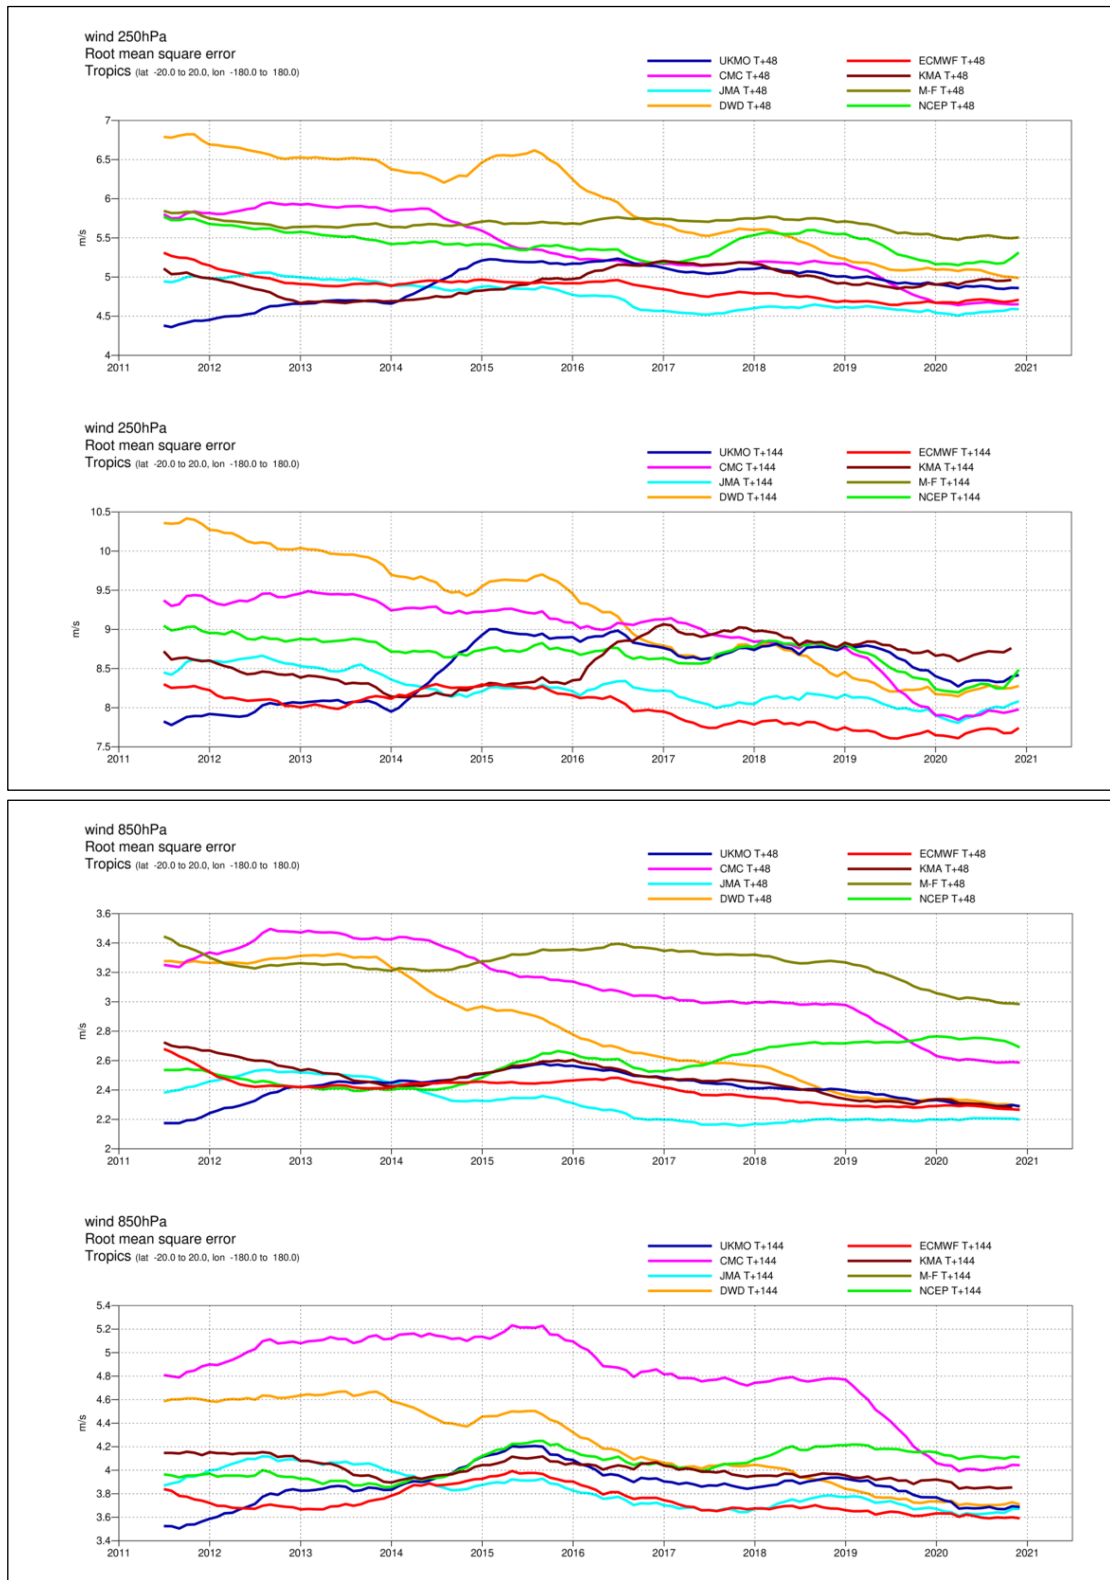 wind 250hPa
Root mean square error
Tropics (lat -20.0 to 20.0, lon -180.0 to 180.0)
UKMO T+48 ECMWF T+48
CMC T+48 KMA T+48
JMA T+48 M-F T+48
DWD T+48 NCEP T+48
7
6.5
6
5.5
5
4.5
4
m/s
2011 2012 2013 2014 2015 2016 2017 2018 2019 2020 2021
wind 250hPa
Root mean square error
Tropics (lat -20.0 to 20.0, lon -180.0 to 180.0)
UKMO T+144 ECMWF T+144
CMC T+144 KMA T+144
JMA T+144 M-F T+144
DWD T+144 NCEP T+144
10.5
10
9.5
9
8.5
8
7.5
m/s
2011 2012 2013 2014 2015 2016 2017 2018 2019 2020 2021
wind 850hPa
Root mean square error
Tropics (lat -20.0 to 20.0, lon -180.0 to 180.0)
UKMO T+48 ECMWF T+48
CMC T+48 KMA T+48
JMA T+48 M-F T+48
DWD T+48 NCEP T+48
3.6
3.4
3.2
3
2.8
2.6
2.4
2.2
2
m/s
2011 2012 2013 2014 2015 2016 2017 2018 2019 2020 2021
wind 850hPa
Root mean square error
Tropics (lat -20.0 to 20.0, lon -180.0 to 180.0)
UKMO T+144 ECMWF T+144
CMC T+144 KMA T+144
JMA T+144 M-F T+144
DWD T+144 NCEP T+144
5.4
5.2
5
4.8
4.6
4.4
4.2
4
3.8
3.6
3.4
m/s
2011 2012 2013 2014 2015 2016 2017 2018 2019 2020 2021